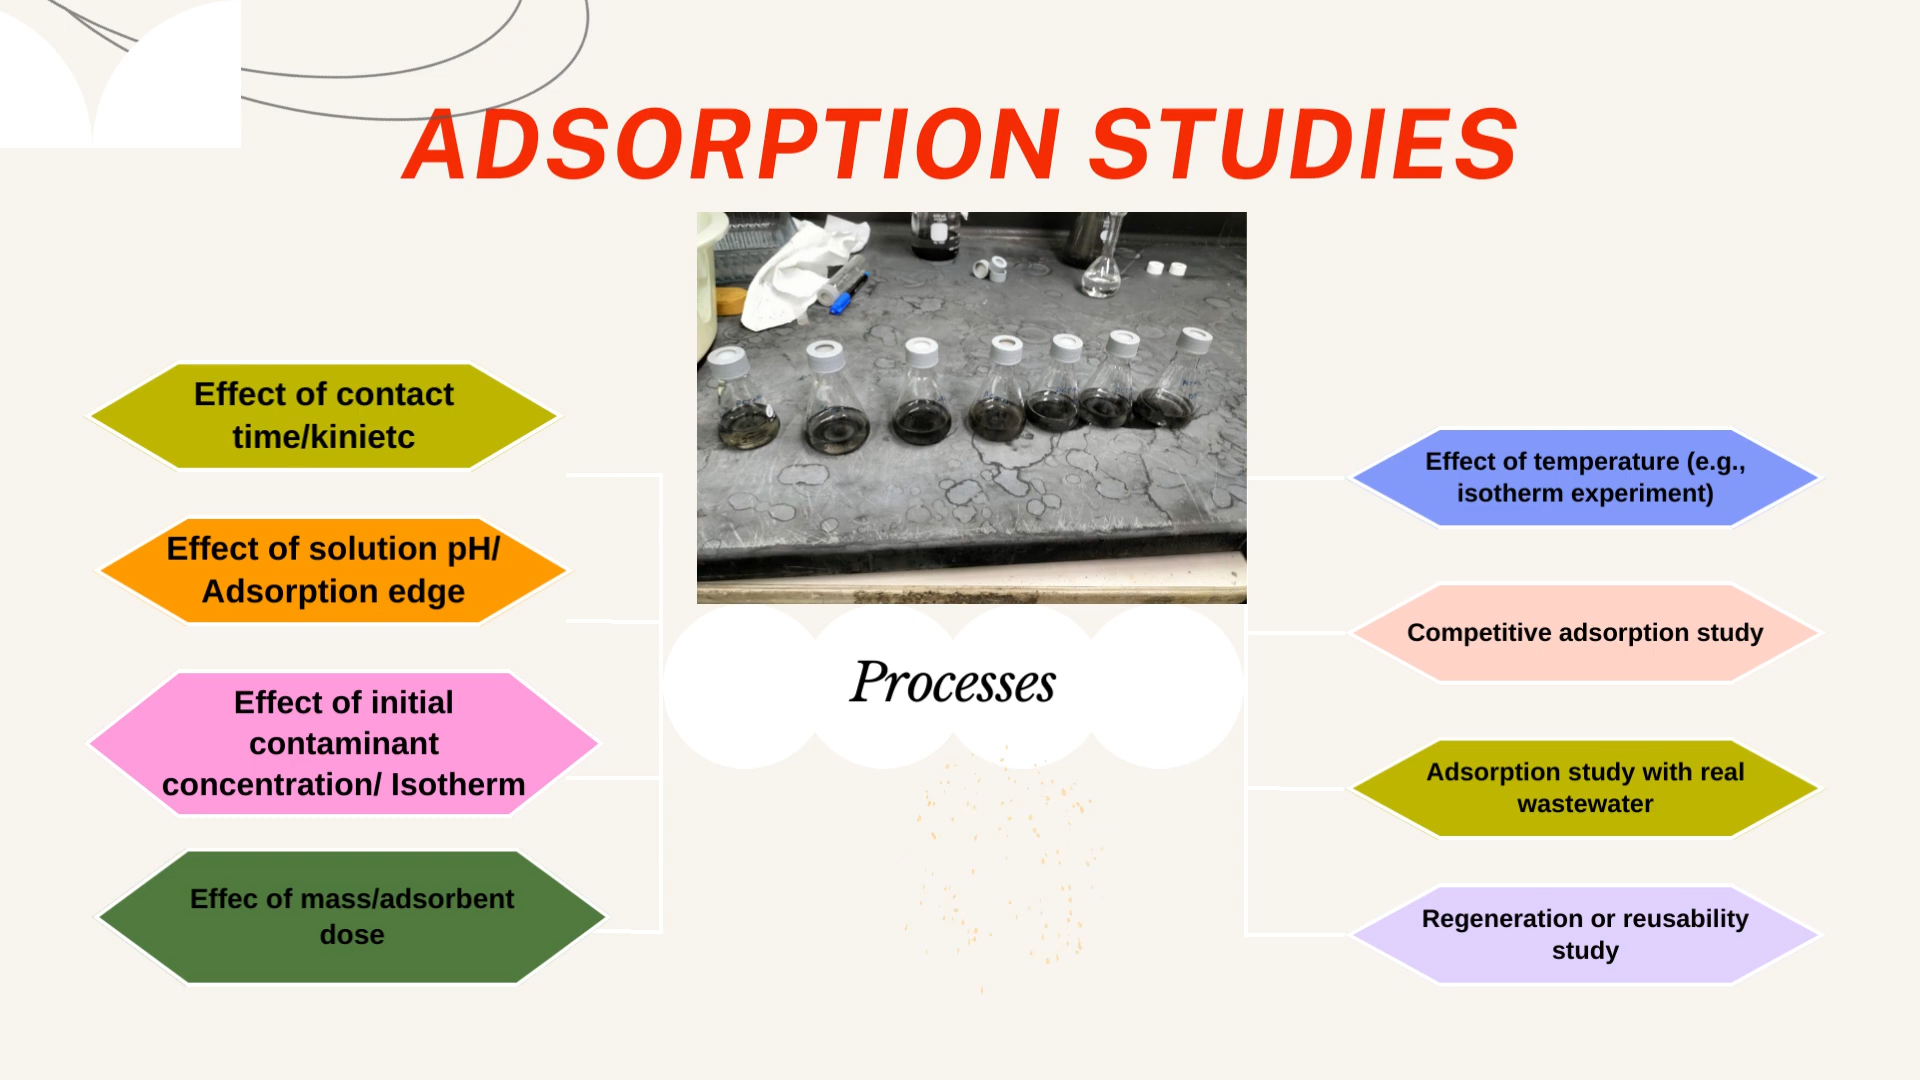 ADSORPTION STUDIES
Effect of contact
time/kinietc
Effect of solution pH/
Adsorption edge
Effect of initial
contaminant
concentration/ Isotherm
Effec of mass/adsorbent
dose
Processes
Effect of temperature (e.g.,
isotherm experiment)
Competitive adsorption study
Adsorption study with real
wastewater
Regeneration or reusability
study